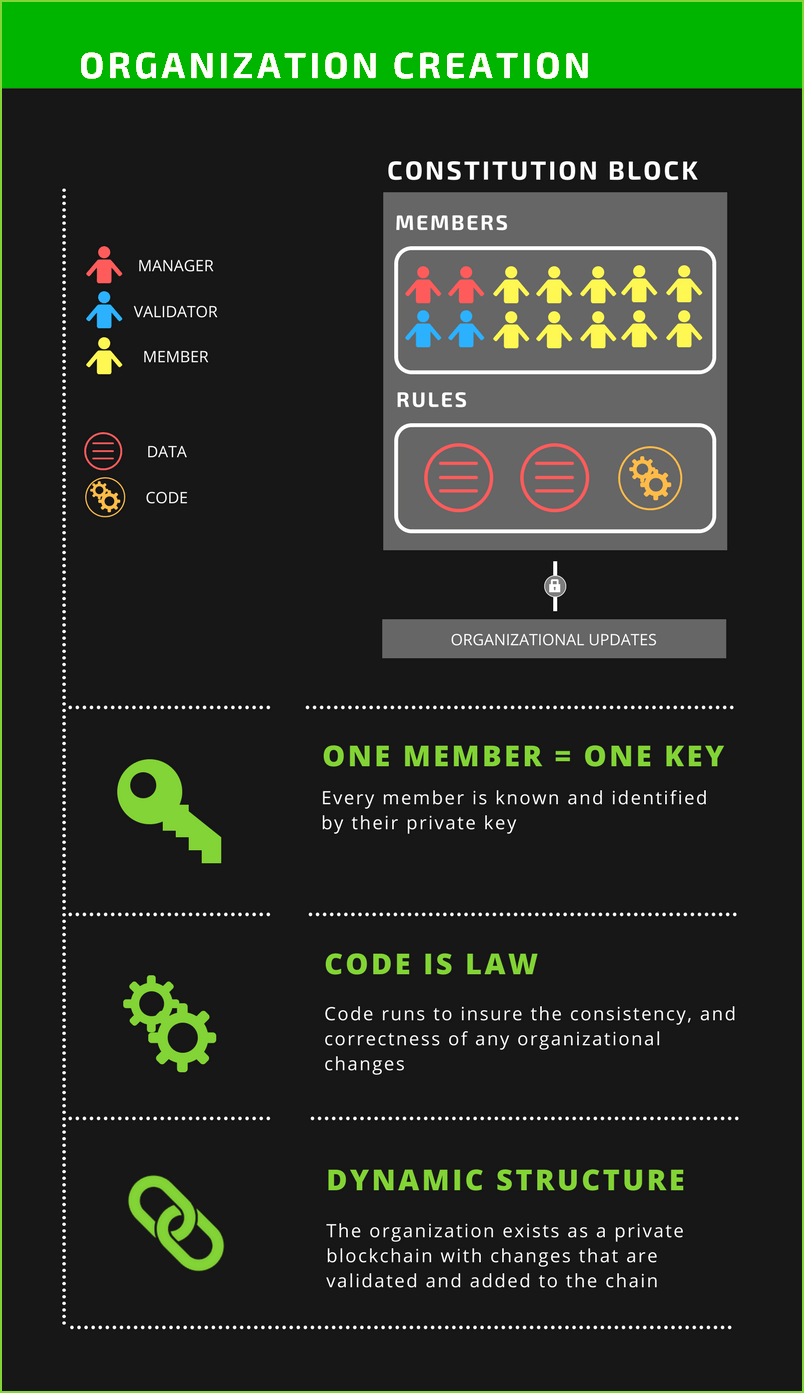 ORGANIZATION CREATION
CONSTITUTION BLOCK
MEMBERS
MANAGER
VALIDATOR
MEMBER
RULES
DATA
CODE
ORGANIZATIONAL UPDATES
ONE MEMBER = ONE KEY
Every member is known and identified
by their private key
CODE IS LAW
Code runs to insure the consistency, and
correctness of any organizational
changes
DYNAMIC STRUCTURE
The organization exists as a private
blockchain with changes that are
validated and added to the chain